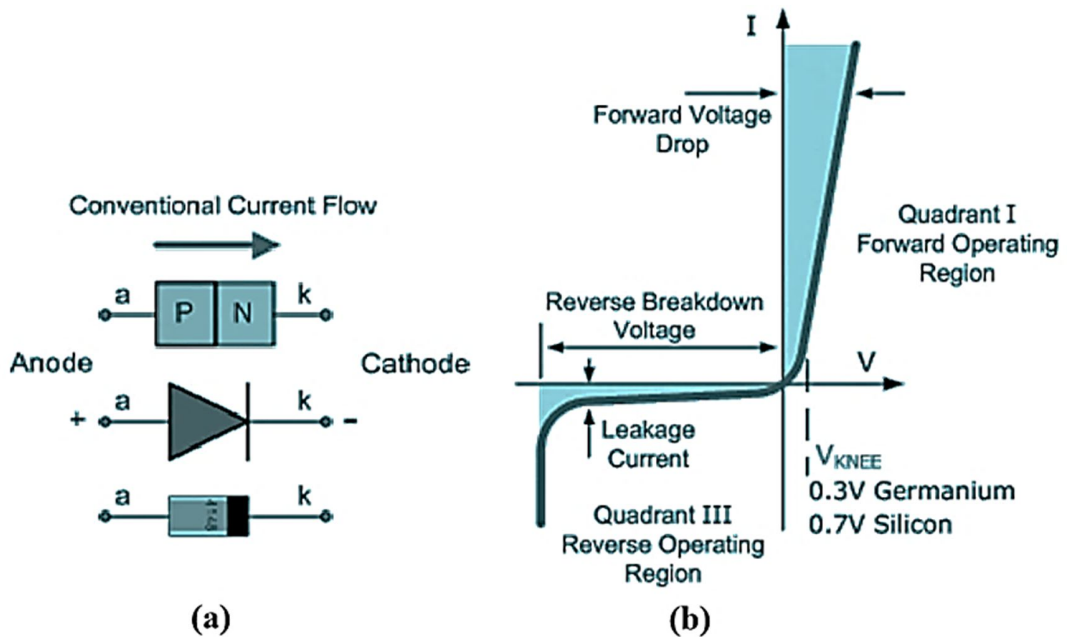 Conventional Current Flow
a
P
N
k
Anode
Cathode
+
a
k
-
a
k
(a)
I
Forward Voltage
Drop
Quadrant I
Forward Operating
Region
Reverse Breakdown
Voltage
V
Leakage
Current
VKNEE
0.3V Germanium
0.7V Silicon
Quadrant III
Reverse Operating
Region
(b)